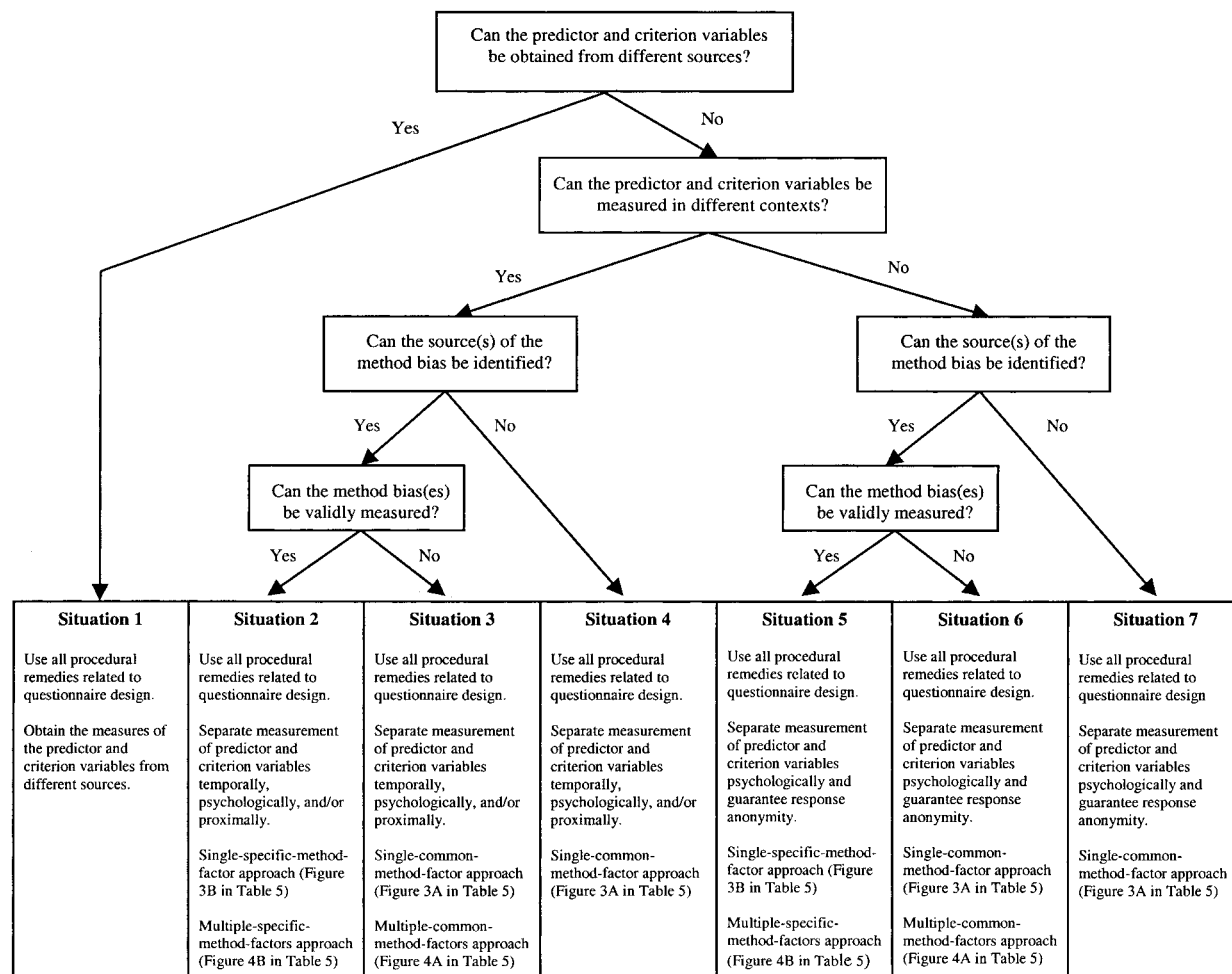 Can the predictor and criterion variables
be obtained from different sources?
Yes
No
Can the predictor and criterion variables be
measured in different contexts?
Yes
No
Can the source(s) of the
method bias be identified?
Can the source(s) of the
method bias be identified?
Yes
No
Yes
No
Can the method bias(es)
be validly measured?
Can the method bias(es)
be validly measured?
Yes
No
Yes
No
Situation 1
Use all procedural
remedies related to
questionnaire design.
Obtain the measures of
the predictor and
criterion variables from
different sources.
Situation 2
Use all procedural
remedies related to
questionnaire design.
Separate measurement
of predictor and
criterion variables
temporally,
psychologically, and/or
proximally.
Single-specific-method-
factor approach (Figure
3B in Table 5)
Multiple-specific-
method-factors approach
(Figure 4B in Table 5)
Situation 3
Use all procedural
remedies related to
questionnaire design.
Separate measurement
of predictor and
criterion variables
temporally,
psychologically, and/or
proximally.
Single-common-
method-factor approach
(Figure 3A in Table 5)
Multiple-common-
method-factors approach
(Figure 4A in Table 5)
Situation 4
Use all procedural
remedies related to
questionnaire design.
Separate measurement
of predictor and
criterion variables
temporally,
psychologically, and/or
proximally.
Single-common-
method-factor approach
(Figure 3A in Table 5)
Situation 5
Use all procedural
remedies related to
questionnaire design.
Separate measurement
of predictor and
criterion variables
psychologically and
guarantee response
anonymity.
Single-specific-method-
factor approach (Figure
3B in Table 5)
Multiple-specific-
method-factors approach
(Figure 4B in Table 5)
Situation 6
Use all procedural
remedies related to
questionnaire design.
Separate measurement
of predictor and
criterion variables
psychologically and
guarantee response
anonymity.
Single-common-
method-factor approach
(Figure 3A in Table 5)
Multiple-common-
method-factors approach
(Figure 4A in Table 5)
Situation 7
Use all procedural
remedies related to
questionnaire design
Separate measurement
of predictor and
criterion variables
psychologically and
guarantee response
anonymity.
Single-common-
method-factor approach
(Figure 3A in Table 5)